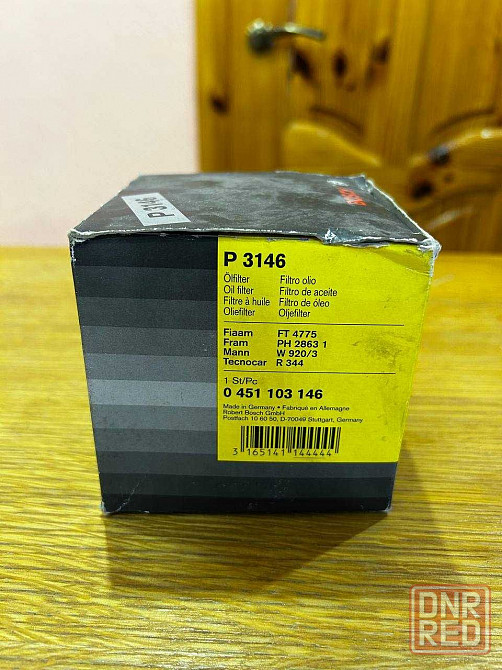 P 3146
P 3146
Ölfilter Filtro olio
Oil filter Filtro de aceite
Filtre à huile Filtro de óleo
Oliefilter Oljefilter
Fiaam FT 4775
Fram PH 2863 1
Mann W 920/3
Tecnocar R 344
1 St/Pc
0 451 103 146
Made in Germany • Fabriqué en Allemagne
Robert Bosch GmbH
Postfach 10 60 50, D-70049 Stuttgart, Germany
3 165141 144444
DNR
RED